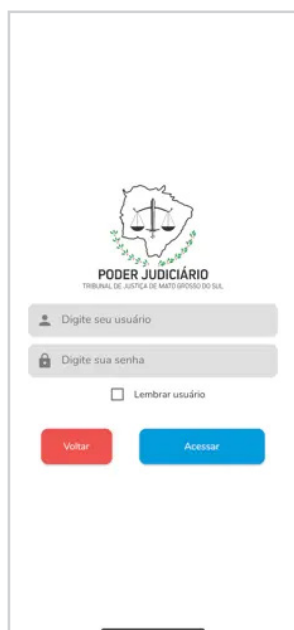 PODER JUDICIÁRIO
TRIBUNAL DE JUSTIÇA DE MATO GROSSO DO SUL
Digite seu usuário
Digite sua senha
Lembrar usuário
Voltar Acessar